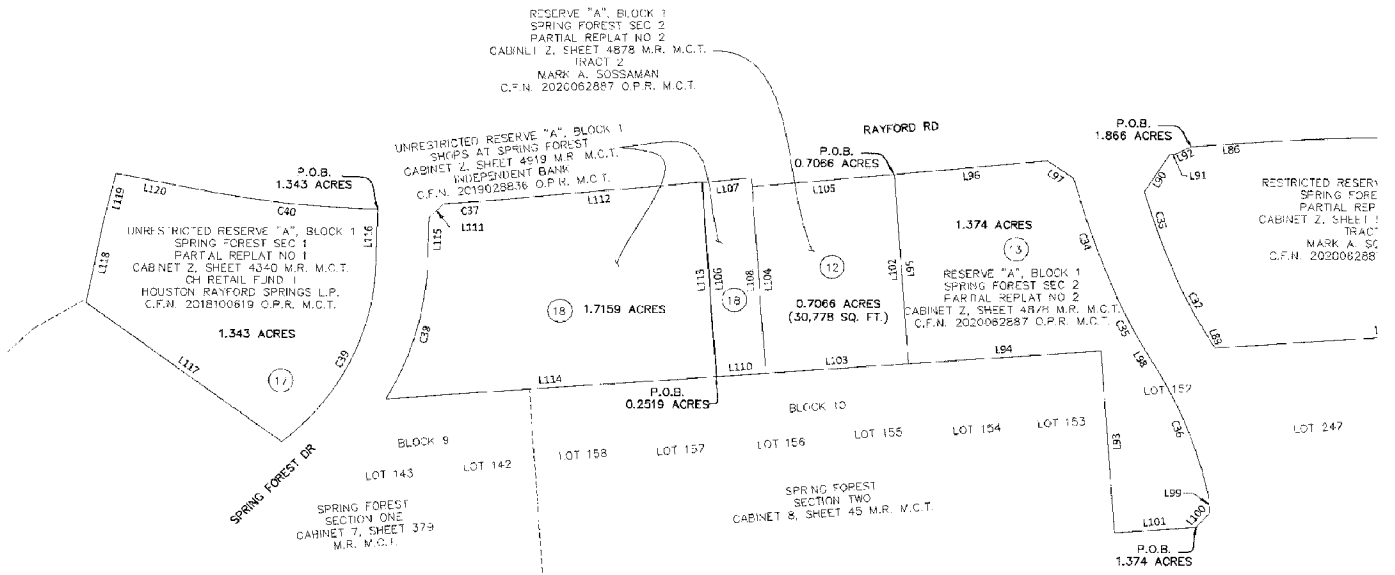 RESERVE "A", BLOCK 1
SPRING FOREST SEC 2
PARTIAL REPLAT NO 2
CABINET Z, SHEET 4878 M.R. M.C.T.
TRACT 2
MARK A. SOSSAMAN
C.F.N. 2020062887 O.P.R. M.C.T.
UNRESTRICTED RESERVE "A", BLOCK 1
SHOPS AT SPRING FOREST
CABINET Z, SHEET 4919 M.R. M.C.T.
INDEPENDENT BANK
C.F.N. 2019028836 O.P.R. M.C.T.
RAYFORD RD
P.O.B.
1.343 ACRES
P.O.B.
0.7066 ACRES
P.O.B.
1.866 ACRES
L119
L120
C40
L116
L118
UNRESTRICTED RESERVE "A", BLOCK 1
SPRING FOREST SEC 1
PARTIAL REPLAT NO 1
CABINET Z, SHEET 4340 M.R. M.C.T.
CH RETAIL FUND I
HOUSTON RAYFORD SPRINGS L.P.
C.F.N. 2018100619 O.P.R. M.C.T.
1.343 ACRES
17
L117
C39
SPRING FOREST DR
C37
L111
L115
C38
L112
18
1.7159 ACRES
L113
L106
L107
18
L108
L104
L105
12
0.7066 ACRES
(30,778 SQ. FT.)
L102
L95
L96
L97
1.374 ACRES
13
RESERVE "A", BLOCK 1
SPRING FOREST SEC 2
PARTIAL REPLAT NO 2
CABINET Z, SHEET 4878 M.R. M.C.T.
C.F.N. 2020062887 O.P.R. M.C.T.
C34
C35
L98
L92
L86
L91
L90
C33
C32
L89
RESTRICTED RESERV
SPRING FORE
PARTIAL REP
CABINET Z, SHEET
TRACT
MARK A. SO
C.F.N. 202006288
L114
L110
L103
L94
P.O.B.
0.2519 ACRES
BLOCK 9
BLOCK 10
LOT 143
LOT 142
LOT 158
LOT 157
LOT 156
LOT 155
LOT 154
LOT 153
LOT 152
LOT 247
L93
C36
L99
L100
L101
SPRING FOREST
SECTION ONE
CABINET 7, SHEET 379
M.R. M.C.T.
SPRING FOREST
SECTION TWO
CABINET 8, SHEET 45 M.R. M.C.T.
P.O.B.
1.374 ACRES